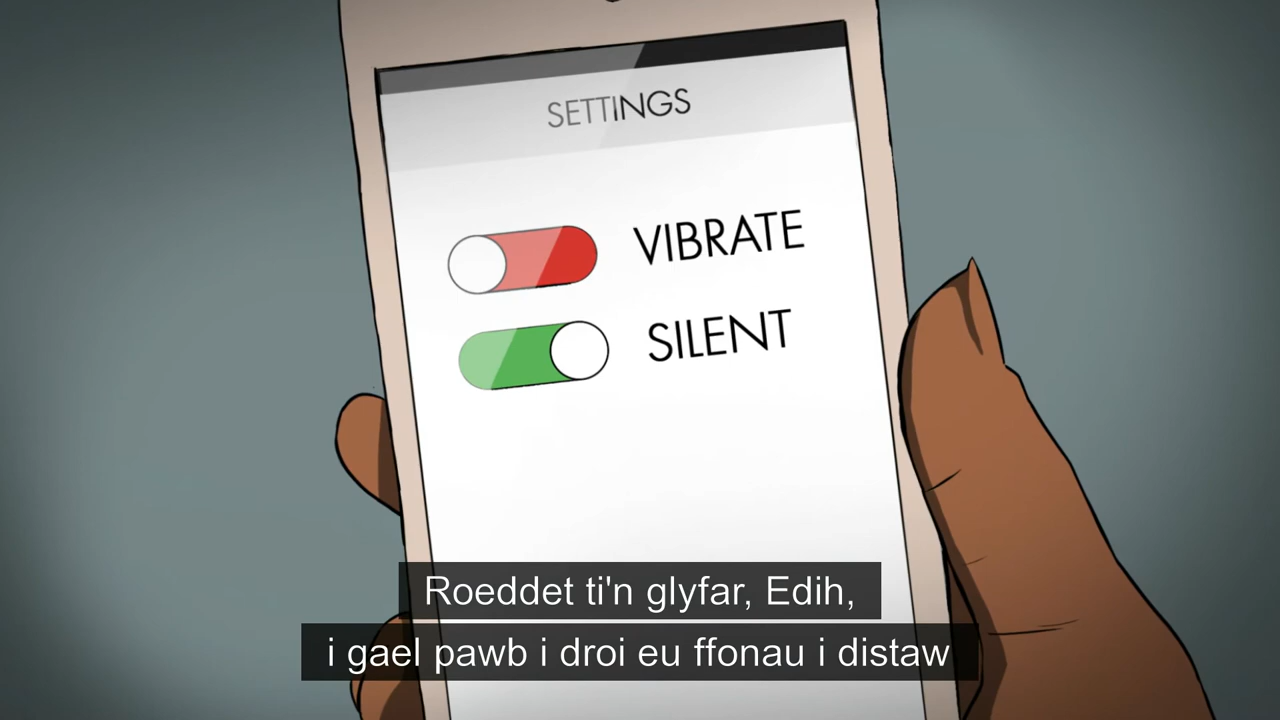 SETTINGS
VIBRATE
SILENT
Roeddet ti'n glyfar, Edih,
i gael pawb i droi eu ffonau i distaw